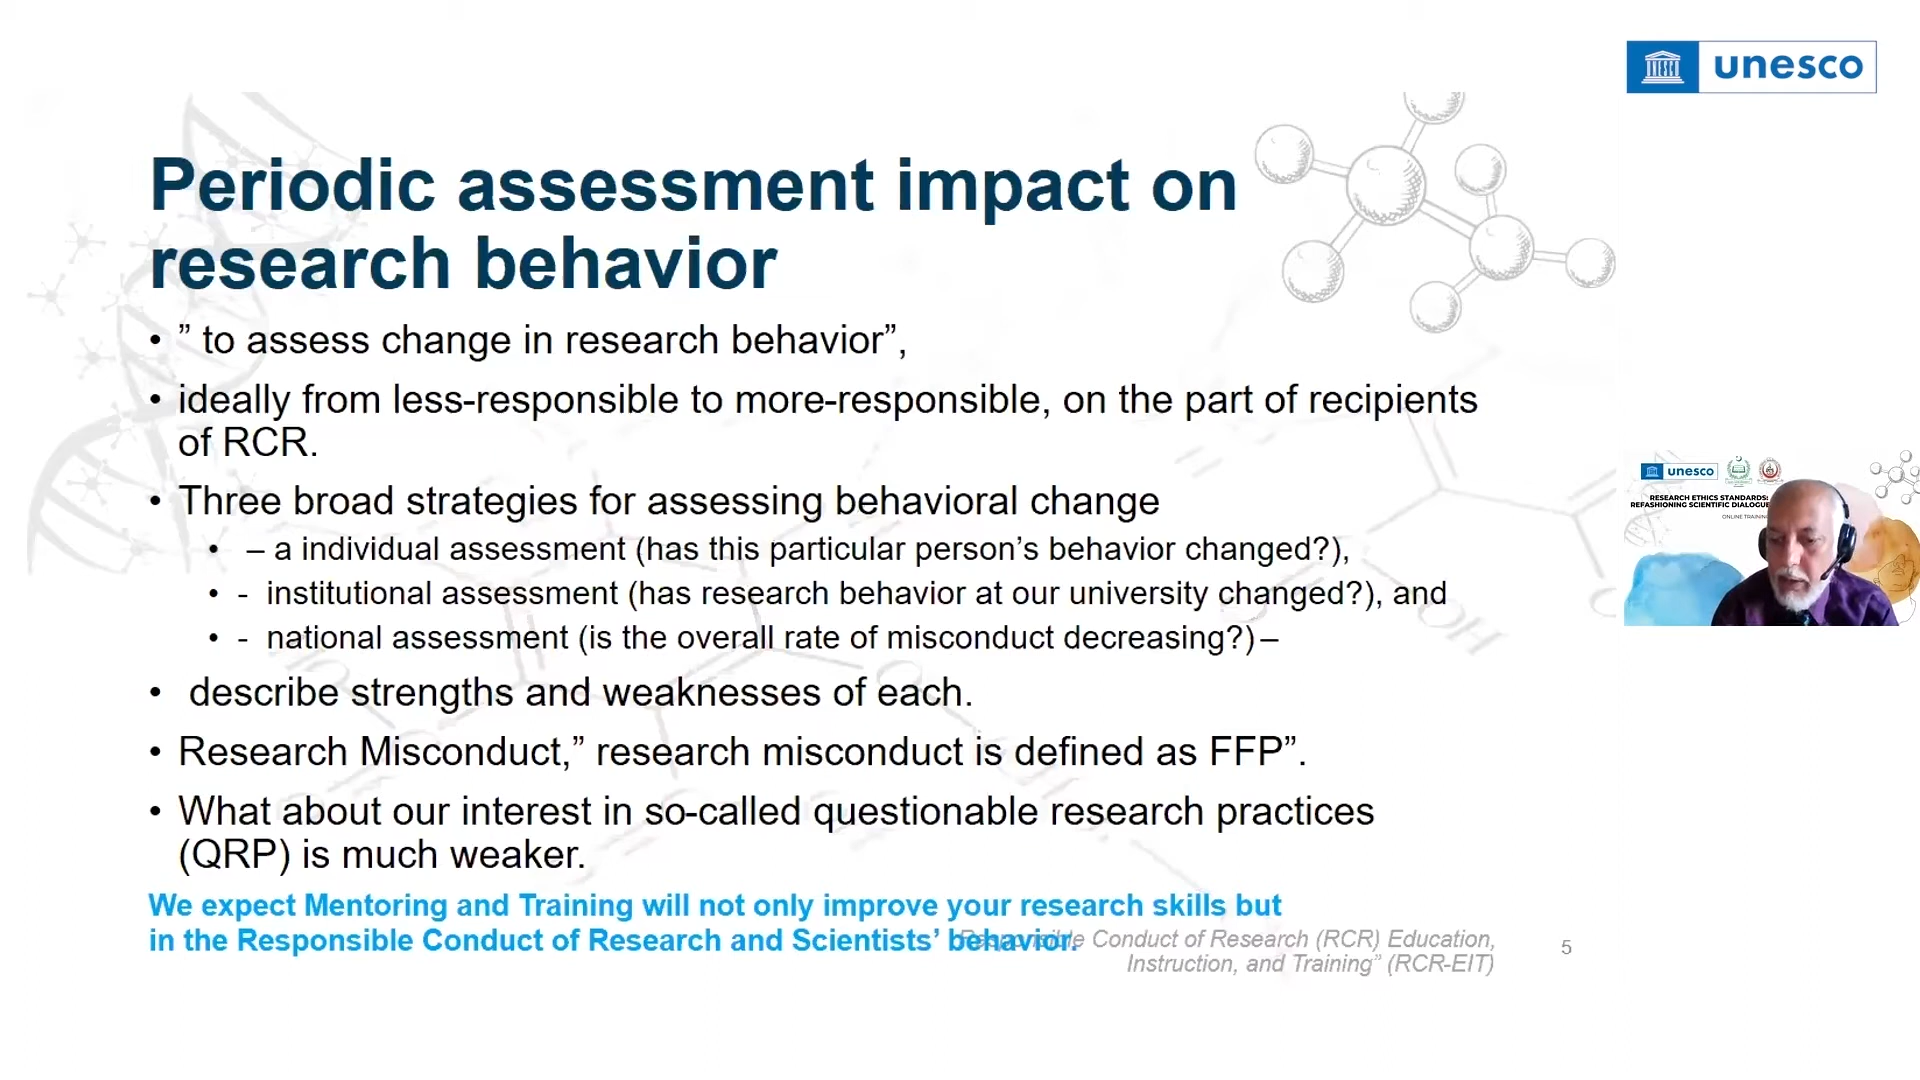 unesco
Periodic assessment impact on
research behavior
• ” to assess change in research behavior”,
• ideally from less-responsible to more-responsible, on the part of recipients
of RCR.
• Three broad strategies for assessing behavioral change
• – a individual assessment (has this particular person’s behavior changed?),
• - institutional assessment (has research behavior at our university changed?), and
• - national assessment (is the overall rate of misconduct decreasing?) –
• describe strengths and weaknesses of each.
• Research Misconduct,” research misconduct is defined as FFP”.
• What about our interest in so-called questionable research practices
(QRP) is much weaker.
We expect Mentoring and Training will not only improve your research skills but
in the Responsible Conduct of Research and Scientists’ behavior.
Responsible Conduct of Research (RCR) Education,
Instruction, and Training” (RCR-EIT)
5
unesco
RESEARCH ETHICS STANDARDS:
REFASHIONING SCIENTIFIC DIALOGUE
ONLINE TRAINING
OH